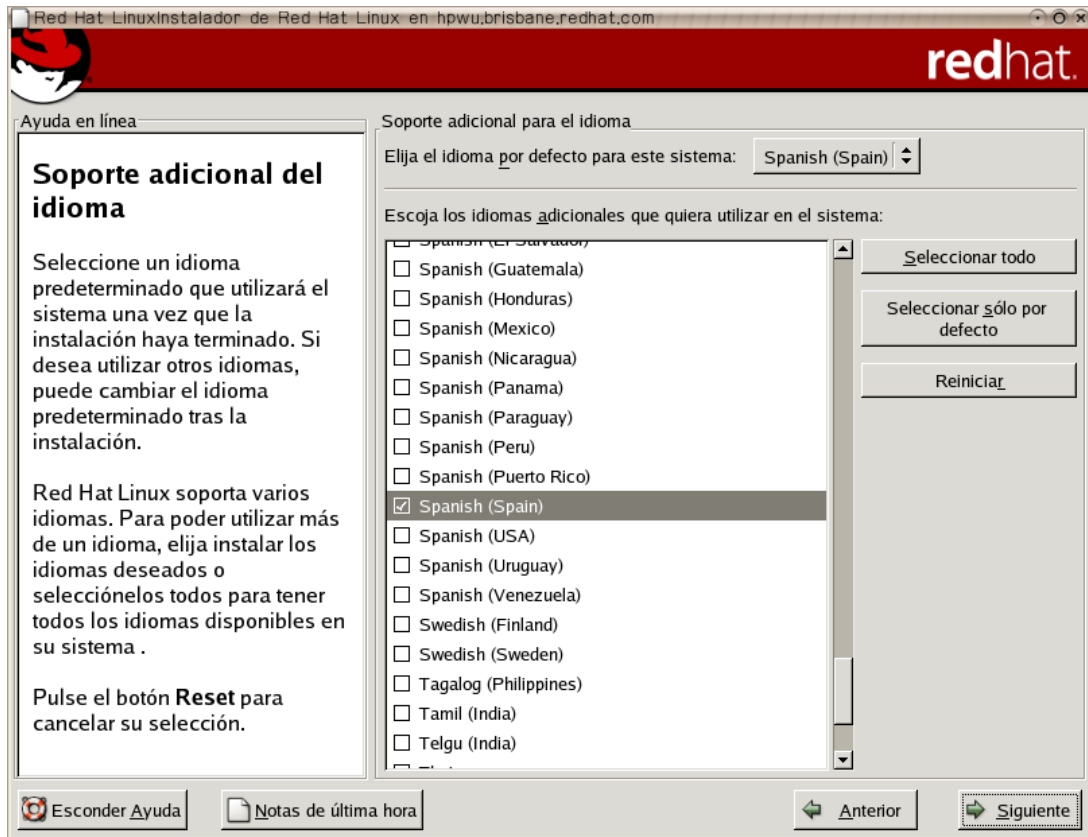 Red Hat LinuxInstalador de Red Hat Linux en hpwu.brisbane.redhat.com
redhat.
Ayuda en línea
Soporte adicional del
idioma
Seleccione un idioma
predeterminado que utilizará el
sistema una vez que la
instalación haya terminado. Si
desea utilizar otros idiomas,
puede cambiar el idioma
predeterminado tras la
instalación.
Red Hat Linux soporta varios
idiomas. Para poder utilizar más
de un idioma, elija instalar los
idiomas deseados o
selecciónelos todos para tener
todos los idiomas disponibles en
su sistema .
Pulse el botón Reset para
cancelar su selección.
Soporte adicional para el idioma
Elija el idioma por defecto para este sistema:
Spanish (Spain)
Escoja los idiomas adicionales que quiera utilizar en el sistema:
Spanish (El Salvador)
Spanish (Guatemala)
Spanish (Honduras)
Spanish (Mexico)
Spanish (Nicaragua)
Spanish (Panama)
Spanish (Paraguay)
Spanish (Peru)
Spanish (Puerto Rico)
Spanish (Spain)
Spanish (USA)
Spanish (Uruguay)
Spanish (Venezuela)
Swedish (Finland)
Swedish (Sweden)
Tagalog (Philippines)
Tamil (India)
Telgu (India)
Seleccionar todo
Seleccionar sólo por
defecto
Reiniciar
Esconder Ayuda
Notas de última hora
Anterior
Siguiente